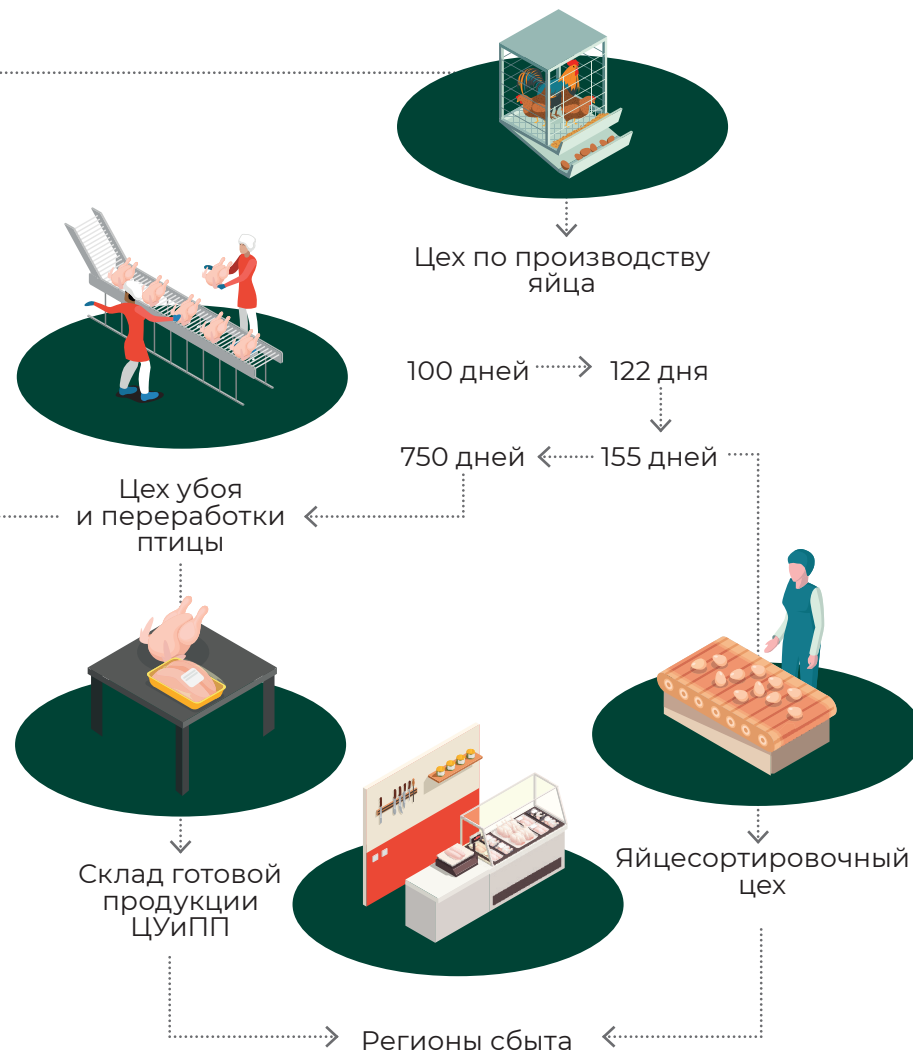 Цех по производству
яйца
100 дней
122 дня
750 дней
155 дней
Цех убоя
и переработки
птицы
Яйцесортировочный
цех
Склад готовой
продукции
ЦУиПП
Регионы сбыта